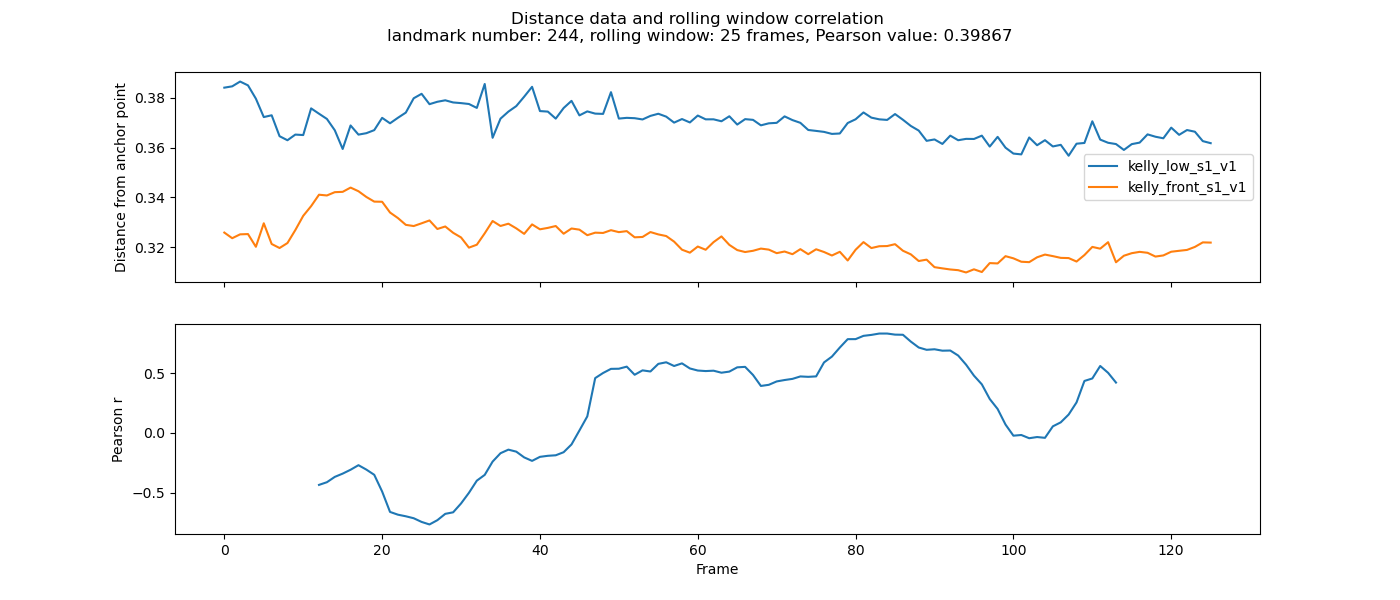 Distance data and rolling window correlation
landmark number: 244, rolling window: 25 frames, Pearson value: 0.39867
Distance from anchor point
0.38
0.36
0.34
0.32
kelly_low_s1_v1
kelly_front_s1_v1
Pearson r
0.5
0.0
−0.5
0 20 40 60 80 100 120
Frame